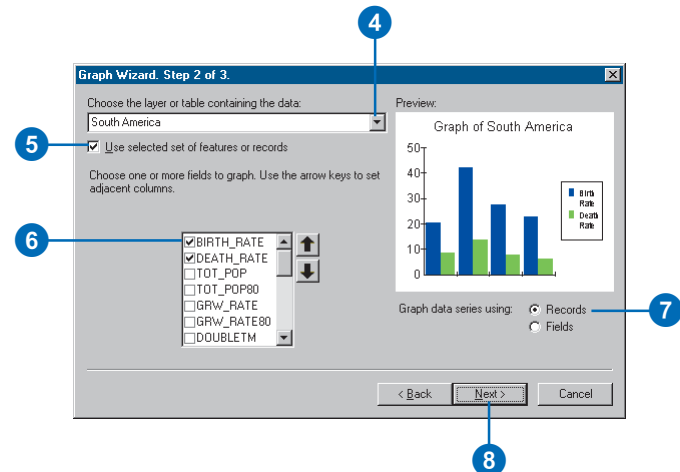 4
Graph Wizard. Step 2 of 3.
Choose the layer or table containing the data:
South America
5
Use selected set of features or records
Choose one or more fields to graph. Use the arrow keys to set
adjacent columns.
6
BIRTH_RATE
DEATH_RATE
TOT_POP
TOT_POP80
GRW_RATE
GRW_RATE80
DOUBLETM
Preview:
Graph of South America
50
40
30
20
10
0
Birth
Rate
Death
Rate
Graph data series using:
Records
Fields
7
< Back
Next >
Cancel
8